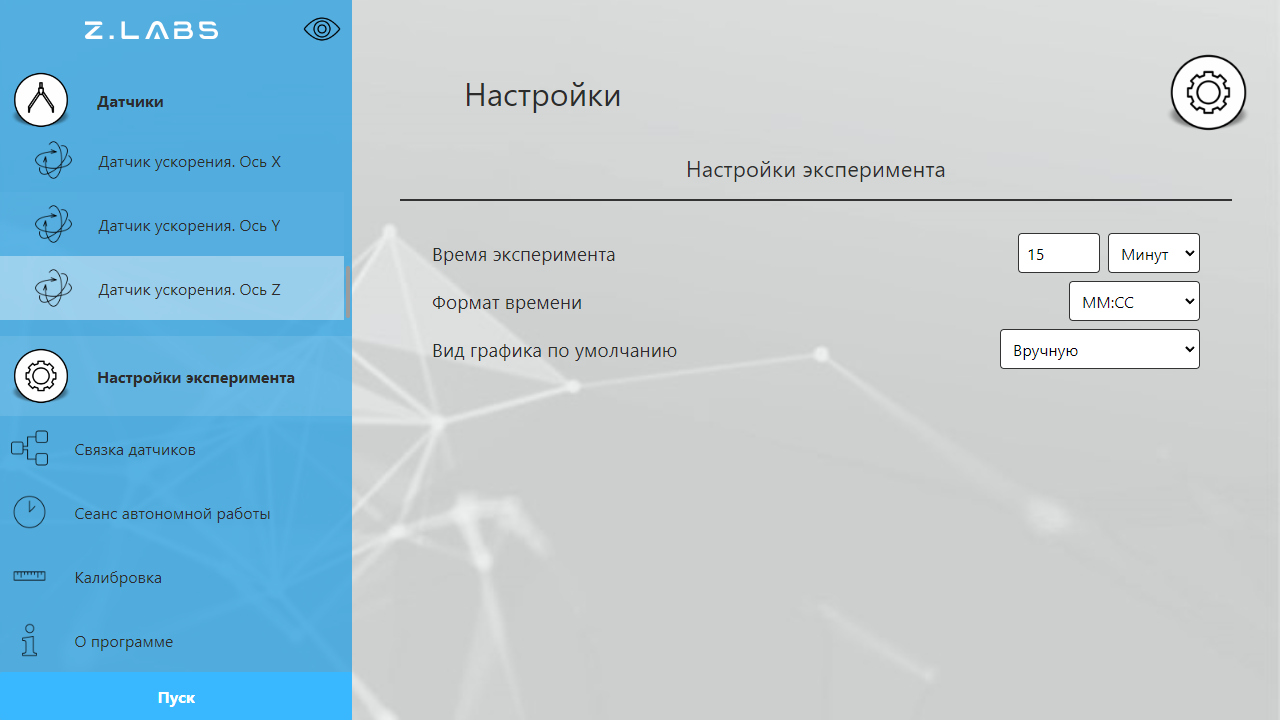 Z.LABS
Датчики
Датчик ускорения. Ось X
Датчик ускорения. Ось Y
Датчик ускорения. Ось Z
Настройки эксперимента
Связка датчиков
Сеанс автономной работы
Калибровка
О программе
Пуск
Настройки
Настройки эксперимента
Время эксперимента 15 Минут
Формат времени ММ:СС
Вид графика по умолчанию Вручную